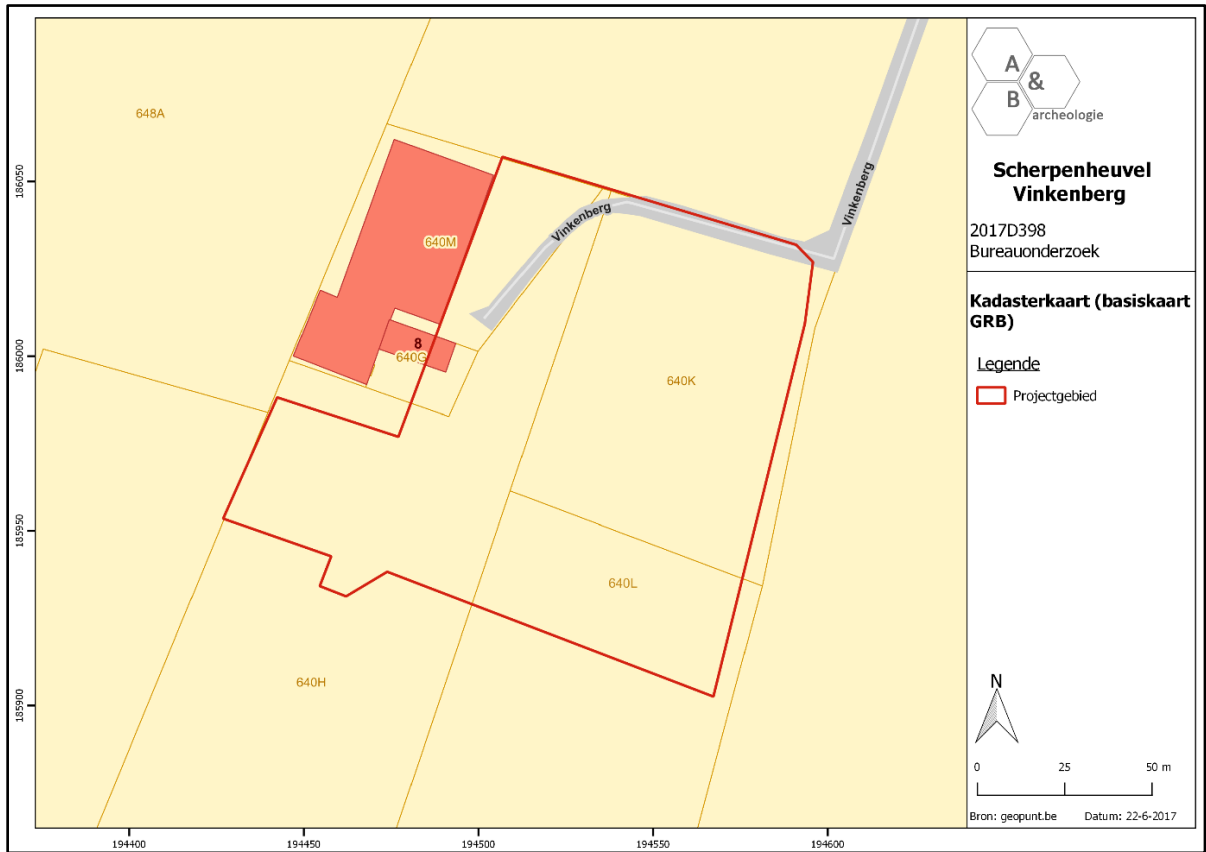 648A
640M
8
640G
640K
640L
640H
Vinkenberg
Vinkenberg
186050
186000
185950
185900
194400
194450
194500
194550
194600
A
&
B
archeologie
Scherpenheuvel
Vinkenberg
2017D398
Bureauonderzoek
Kadasterkaart (basiskaart
GRB)
Legende
Projectgebied
N
0 25 50 m
Bron: geopunt.be Datum: 22-6-2017